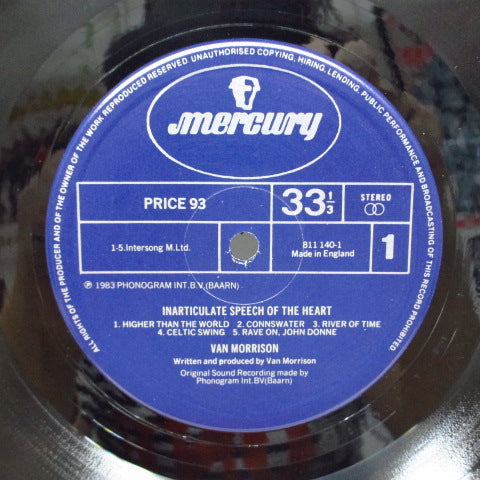 ALL RIGHTS OF THE PRODUCER AND OF THE OWNER OF THE WORK REPRODUCED RESERVED. UNAUTHORISED COPYING, HIRING, LENDING, PUBLIC PERFORMANCE AND BROADCASTING OF THIS RECORD PROHIBITED.
mercury
PRICE 93
33 1/3
STEREO
1-5. Intersong M.Ltd.
811 140-1
Made in England
1
℗ 1983 PHONOGRAM INT.B.V.(BAARN)
INARTICULATE SPEECH OF THE HEART
1. HIGHER THAN THE WORLD 2. CONNSWATER 3. RIVER OF TIME
4. CELTIC SWING 5. RAVE ON, JOHN DONNE
VAN MORRISON
Written and produced by Van Morrison
Original Sound Recording made by
Phonogram Int.BV(Baarn)